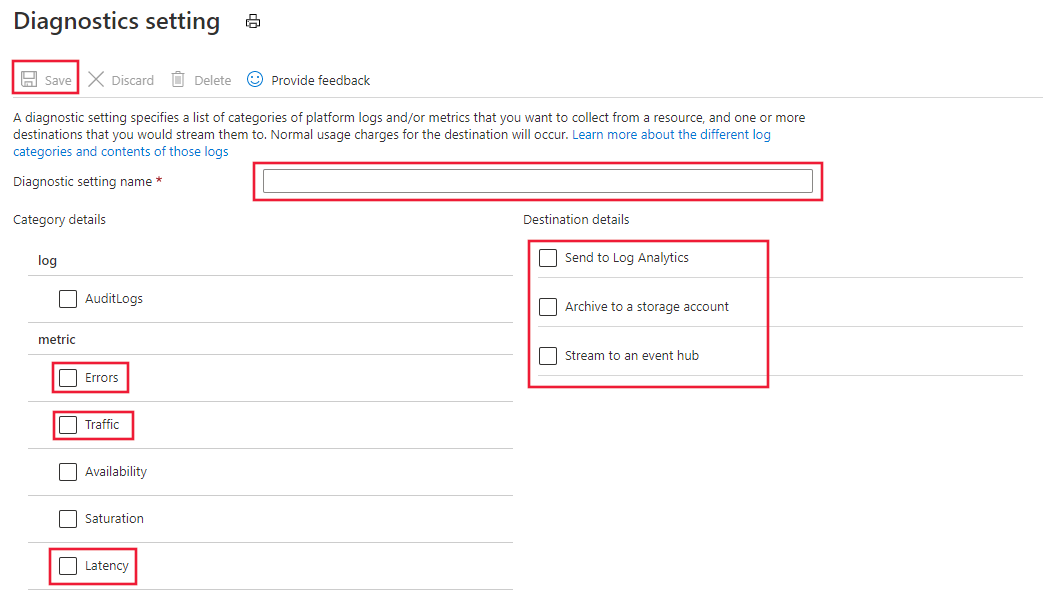 Diagnostics setting
Save Discard Delete Provide feedback
A diagnostic setting specifies a list of categories of platform logs and/or metrics that you want to collect from a resource, and one or more
destinations that you would stream them to. Normal usage charges for the destination will occur. Learn more about the different log
categories and contents of those logs
Diagnostic setting name *
Category details
Destination details
log
Send to Log Analytics
AuditLogs
Archive to a storage account
metric
Stream to an event hub
Errors
Traffic
Availability
Saturation
Latency